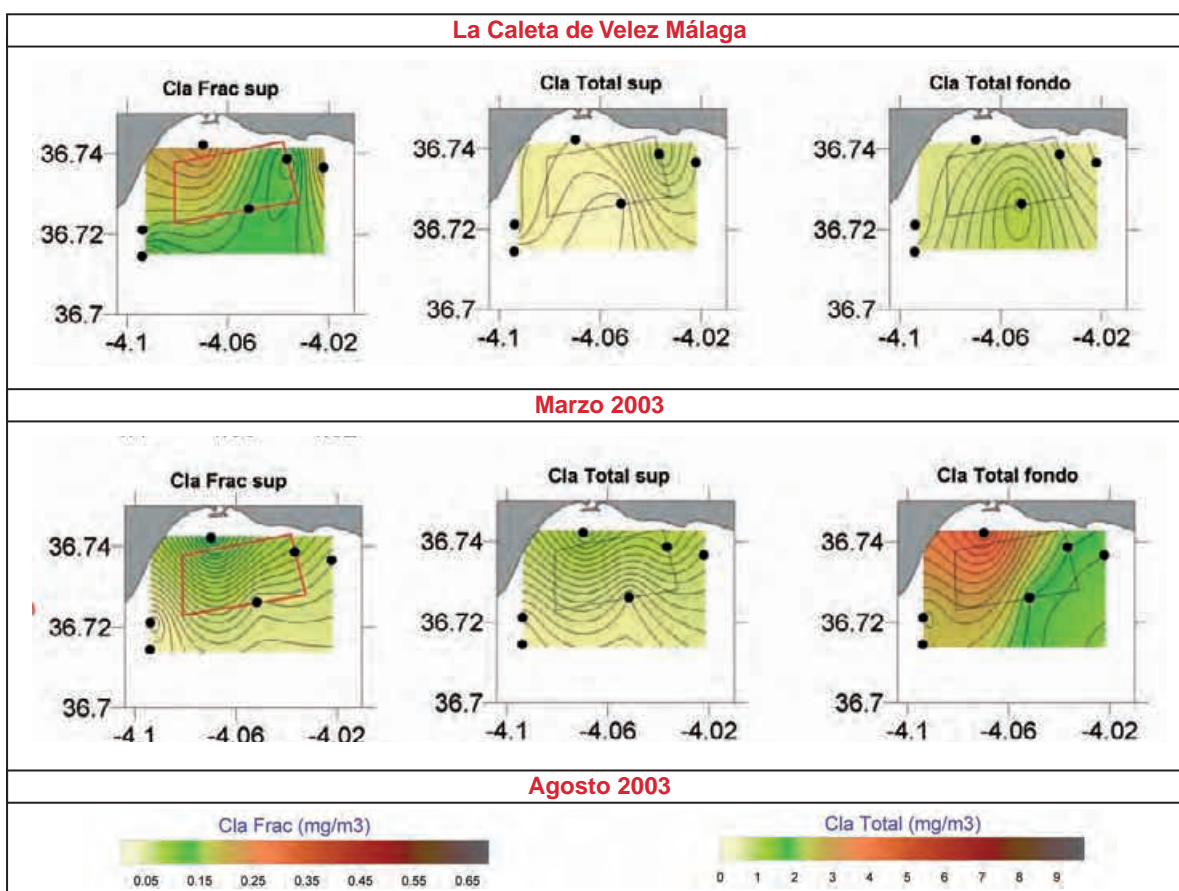 La Caleta de Velez Málaga
Cla Frac sup
Cla Total sup
Cla Total fondo
36.74
36.72
36.7
-4.1 -4.06 -4.02
36.74
36.72
36.7
-4.1 -4.06 -4.02
36.74
36.72
36.7
-4.1 -4.06 -4.02
Marzo 2003
Cla Frac sup
Cla Total sup
Cla Total fondo
36.74
36.72
36.7
-4.1 -4.06 -4.02
36.74
36.72
36.7
-4.1 -4.06 -4.02
36.74
36.72
36.7
-4.1 -4.06 -4.02
Agosto 2003
Cla Frac (mg/m3)
0.05 0.15 0.25 0.35 0.45 0.55 0.65
Cla Total (mg/m3)
0 1 2 3 4 5 6 7 8 9